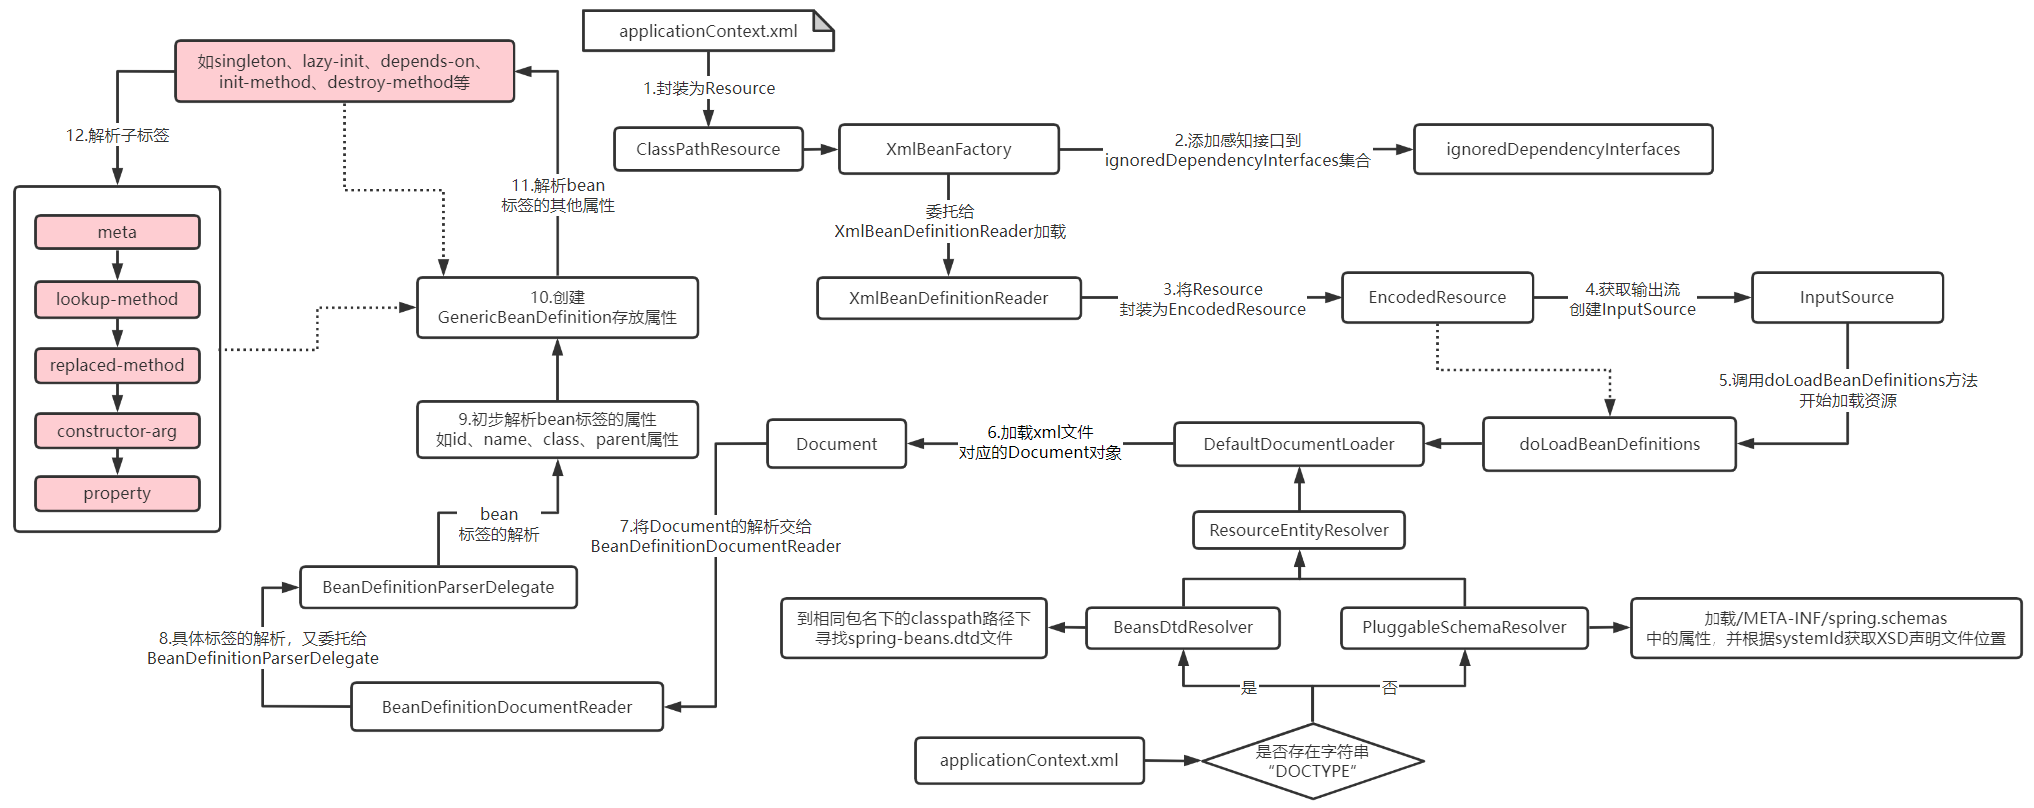 applicationContext.xml
1.封装为Resource
ClassPathResource
XmlBeanFactory
2.添加感知接口到
ignoredDependencyInterfaces集合
ignoredDependencyInterfaces
委托给
XmlBeanDefinitionReader加载
XmlBeanDefinitionReader
3.将Resource
封装为EncodedResource
EncodedResource
4.获取输出流
创建InputSource
InputSource
5.调用doLoadBeanDefinitions方法
开始加载资源
doLoadBeanDefinitions
DefaultDocumentLoader
6.加载xml文件
对应的Document对象
Document
ResourceEntityResolver
BeansDtdResolver
PluggableSchemaResolver
到相同包名下的classpath路径下
寻找spring-beans.dtd文件
加载/META-INF/spring.schemas
中的属性，并根据systemId获取XSD声明文件位置
是
否
applicationContext.xml
是否存在字符串
“DOCTYPE”
7.将Document的解析交给
BeanDefinitionDocumentReader
BeanDefinitionDocumentReader
8.具体标签的解析，又委托给
BeanDefinitionParserDelegate
BeanDefinitionParserDelegate
bean
标签的解析
9.初步解析bean标签的属性
如id、name、class、parent属性
10.创建
GenericBeanDefinition存放属性
11.解析bean
标签的其他属性
如singleton、lazy-init、depends-on、
init-method、destroy-method等
12.解析子标签
meta
lookup-method
replaced-method
constructor-arg
property